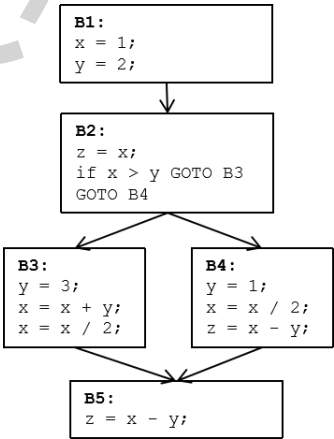 B1:
x = 1;
y = 2;
B2:
z = x;
if x > y GOTO B3
GOTO B4
B3:
y = 3;
x = x + y;
x = x / 2;
B4:
y = 1;
x = x / 2;
z = x - y;
B5:
z = x - y;